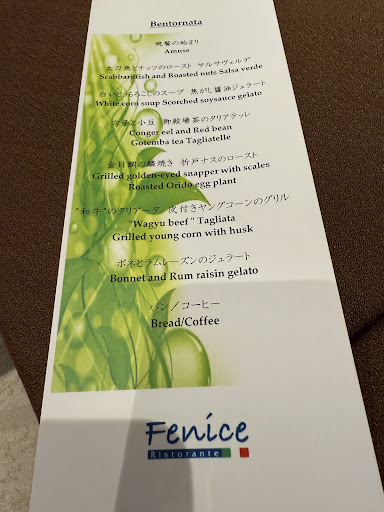 Bentornata
晩餐の始まり
Amuse
太刀魚とナッツのロースト サルサヴェルデ
Scabbardfish and Roasted nuts Salsa verde
白いとうもろこしのスープ 焦がし醤油ジェラート
White corn soup Scorched soysauce gelato
穴子と小豆 御殿場茶のタリアテッレ
Conger eel and Red bean
Gotemba tea Tagliatelle
金目鯛の鱗焼き 折戸ナスのロースト
Grilled golden-eyed snapper with scales
Roasted Orido egg plant
"和牛"のタリアータ 皮付きヤングコーンのグリル
"Wagyu beef" Tagliata
Grilled young corn with husk
ボネとラムレーズンのジェラート
Bonnet and Rum raisin gelato
パン／コーヒー
Bread/Coffee
Fenice
Ristorante